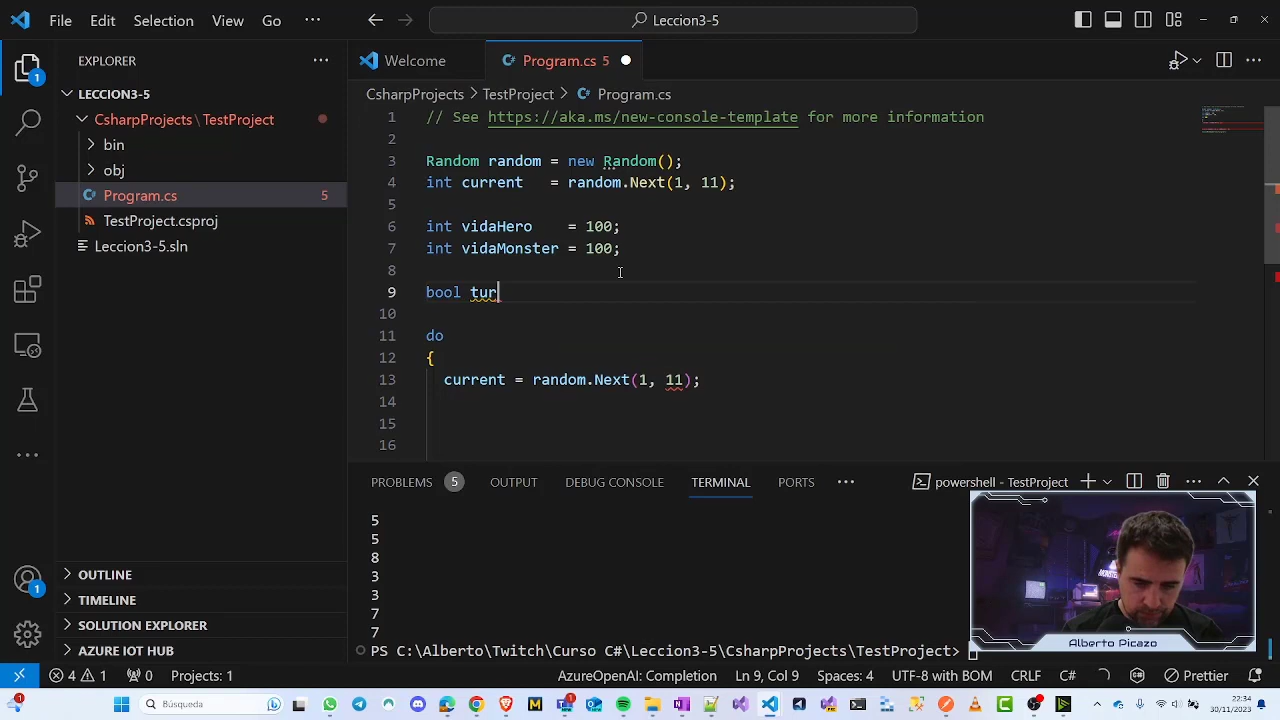 File Edit Selection View Go ··· Leccion3-5
EXPLORER ···
1
LECCION3-5
CsharpProjects \ TestProject
bin
obj
Program.cs 5
TestProject.csproj
Leccion3-5.sln
OUTLINE
TIMELINE
SOLUTION EXPLORER
AZURE IOT HUB
1
Welcome Program.cs 5
CsharpProjects > TestProject > Program.cs
1 // See https://aka.ms/new-console-template for more information
2
3 Random random = new Random();
4 int current   = random.Next(1, 11);
5
6 int vidaHero    = 100;
7 int vidaMonster = 100;
8
9 bool tur
10
11 do
12 {
13 current = random.Next(1, 11);
14
15
16
PROBLEMS 5 OUTPUT DEBUG CONSOLE TERMINAL PORTS ··· powershell - TestProject
5
5
8
3
3
7
7
PS C:\Alberto\Twitch\Curso C#\Leccion3-5\CsharpProjects\TestProject>
Alberto Picazo
4 1 0 Projects: 1 AzureOpenAI: Completion Ln 9, Col 9 Spaces: 4 UTF-8 with BOM CRLF C# Prettier
Búsqueda
22:34
30/11/2023